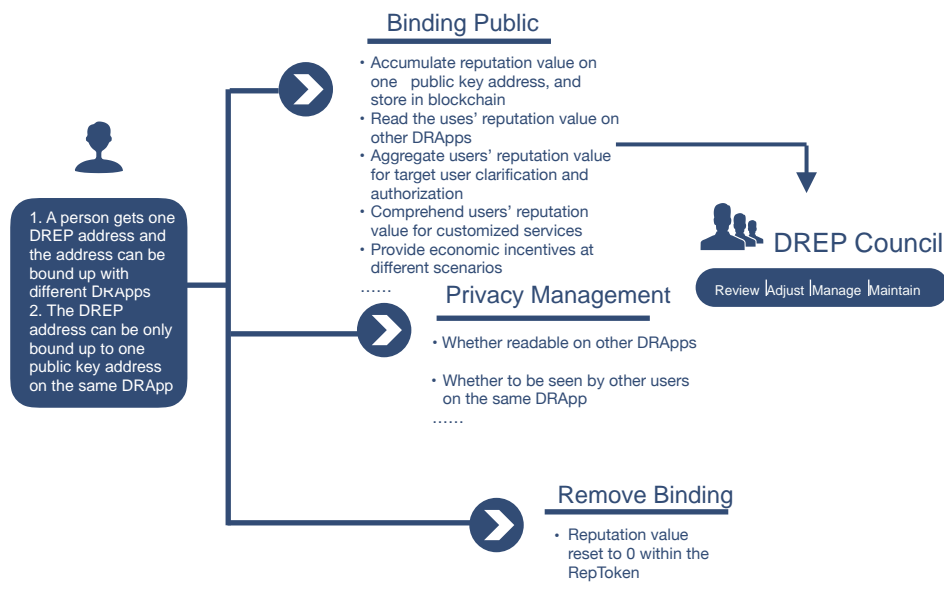 Binding Public
• Accumulate reputation value on
one public key address, and
store in blockchain
• Read the uses’ reputation value on
other DRApps
• Aggregate users’ reputation value
for target user clarification and
authorization
• Comprehend users’ reputation
value for customized services
• Provide economic incentives at
different scenarios
......
1. A person gets one
DREP address and
the address can be
bound up with
different DRApps
2. The DREP
address can be only
bound up to one
public key address
on the same DRApp
DREP Council
Review Adjust Manage Maintain
Privacy Management
• Whether readable on other DRApps
• Whether to be seen by other users
on the same DRApp
......
Remove Binding
• Reputation value
reset to 0 within the
RepToken